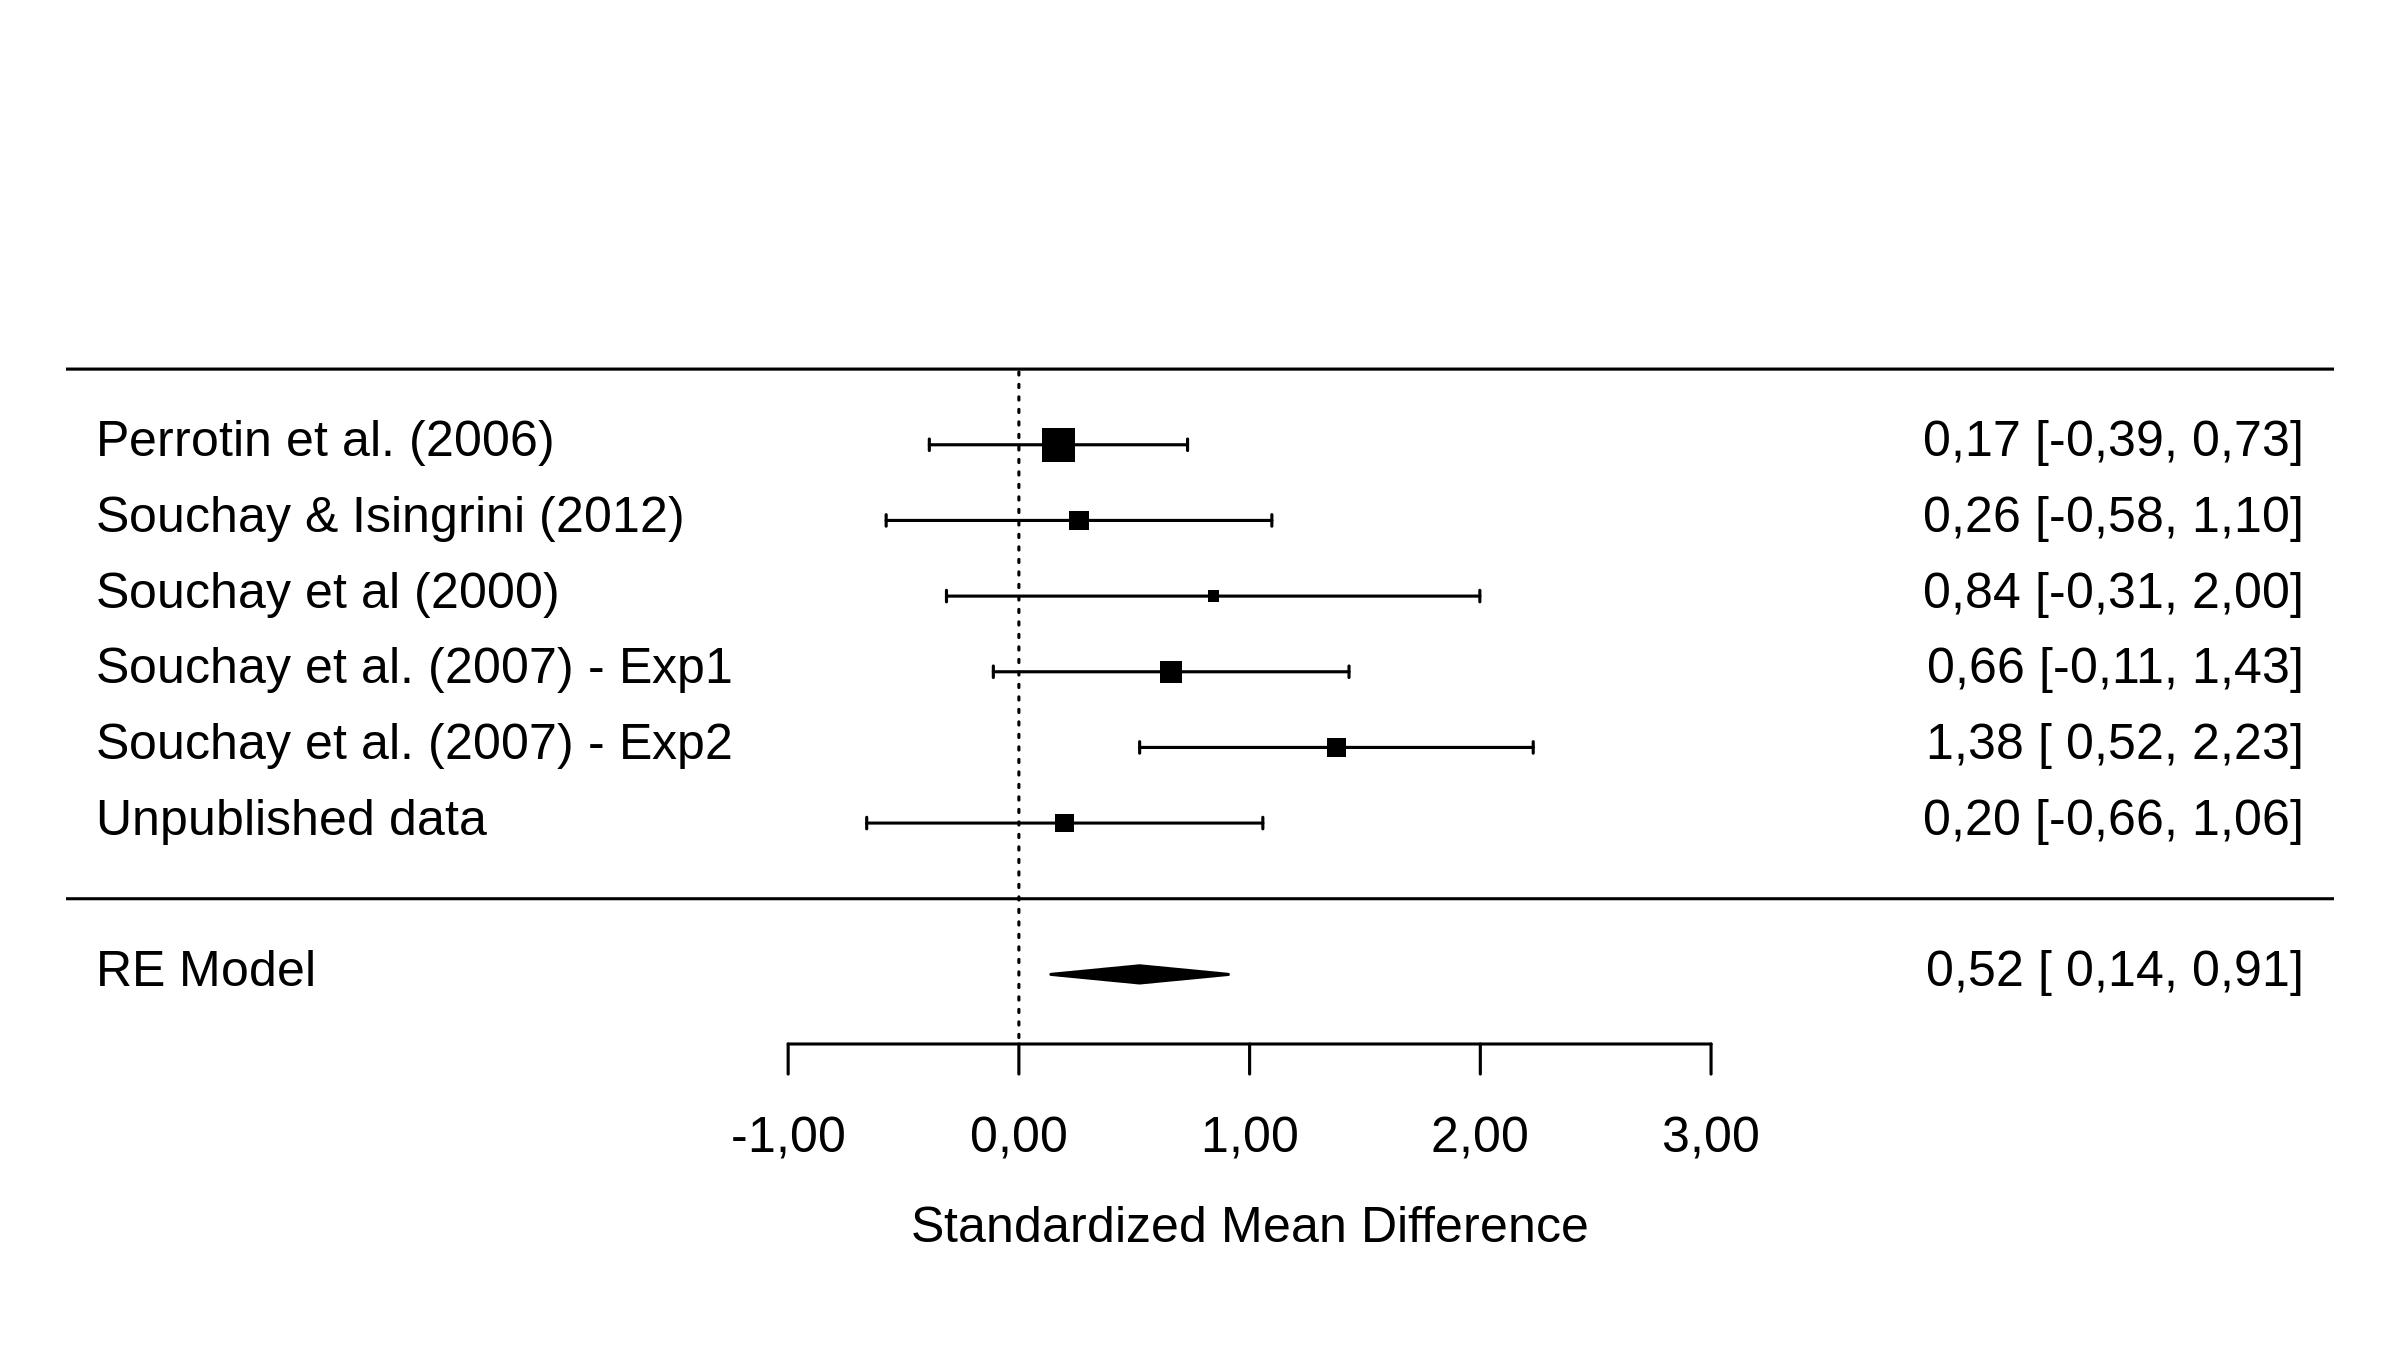 Perrotin et al. (2006) 0,17 [-0,39, 0,73]
Souchay & Isingrini (2012) 0,26 [-0,58, 1,10]
Souchay et al (2000) 0,84 [-0,31, 2,00]
Souchay et al. (2007) - Exp1 0,66 [-0,11, 1,43]
Souchay et al. (2007) - Exp2 1,38 [ 0,52, 2,23]
Unpublished data 0,20 [-0,66, 1,06]
RE Model 0,52 [ 0,14, 0,91]
-1,00 0,00 1,00 2,00 3,00
Standardized Mean Difference